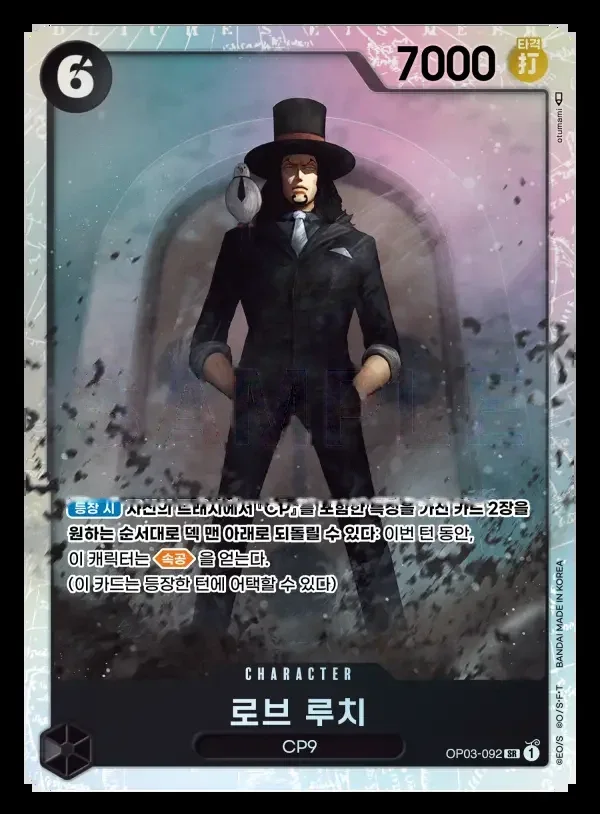 6
7000
타격
打
otumami
SAMPLE
등장 시 자신의 트래시에서 『CP』를 포함한 특징을 가진 카드 2장을
원하는 순서대로 덱 맨 아래로 되돌릴 수 있다: 이번 턴 동안,
이 캐릭터는 속공 을 얻는다.
(이 카드는 등장한 턴에 어택할 수 있다)
CHARACTER
로브 루치
CP9
OP03-092 SR 1
©E.O/S ©O/S·F·T BANDAI MADE IN KOREA